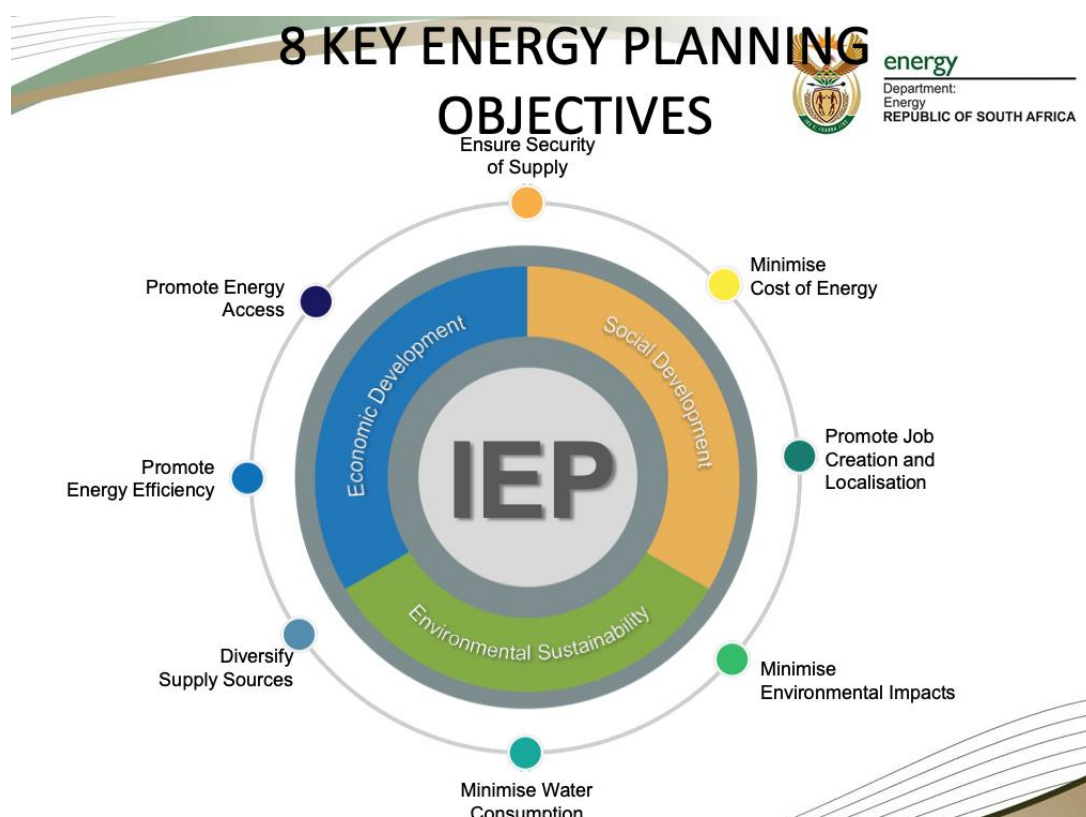 8 KEY ENERGY PLANNING
OBJECTIVES
energy
Department:
Energy
REPUBLIC OF SOUTH AFRICA
Ensure Security
of Supply
Minimise
Cost of Energy
Promote Job
Creation and
Localisation
Minimise
Environmental Impacts
Minimise Water
Consumption
Diversify
Supply Sources
Promote
Energy Efficiency
Promote Energy
Access
Economic Development
Social Development
Environmental Sustainability
IEP